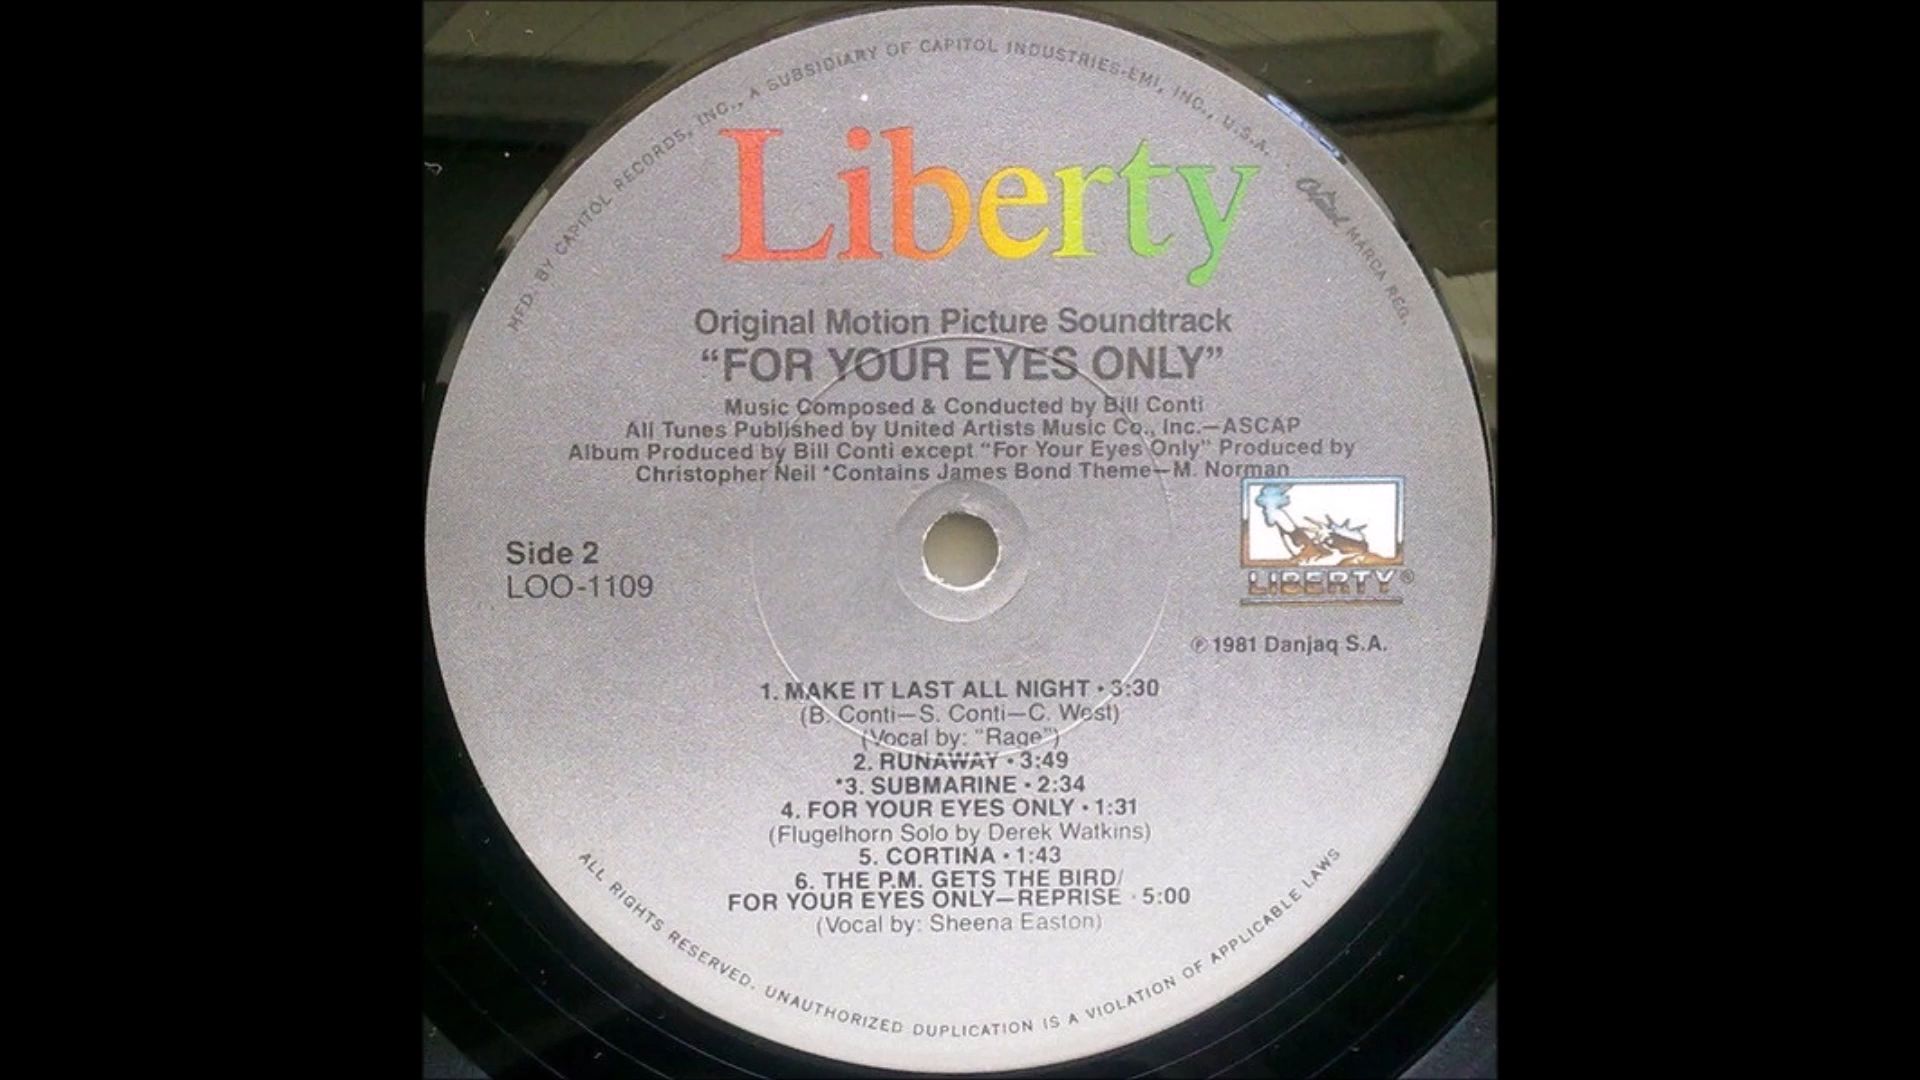 MFD. BY CAPITOL RECORDS, INC., A SUBSIDIARY OF CAPITOL INDUSTRIES-EMI, INC., U.S.A. · Capitol MARCA REG.
Liberty
Original Motion Picture Soundtrack
“FOR YOUR EYES ONLY”
Music Composed & Conducted by Bill Conti
All Tunes Published by United Artists Music Co., Inc.—ASCAP
Album Produced by Bill Conti except “For Your Eyes Only” Produced by
Christopher Neil *Contains James Bond Theme—M. Norman
Side 2
LOO-1109
LIBERTY®
℗ 1981 Danjaq S.A.
1. MAKE IT LAST ALL NIGHT • 3:30
(B. Conti—S. Conti—C. West)
(Vocal by: “Rage”)
2. RUNAWAY • 3:49
*3. SUBMARINE • 2:34
4. FOR YOUR EYES ONLY • 1:31
(Flugelhorn Solo by Derek Watkins)
5. CORTINA • 1:43
6. THE P.M. GETS THE BIRD/
FOR YOUR EYES ONLY—REPRISE · 5:00
(Vocal by: Sheena Easton)
ALL RIGHTS RESERVED. UNAUTHORIZED DUPLICATION IS A VIOLATION OF APPLICABLE LAWS